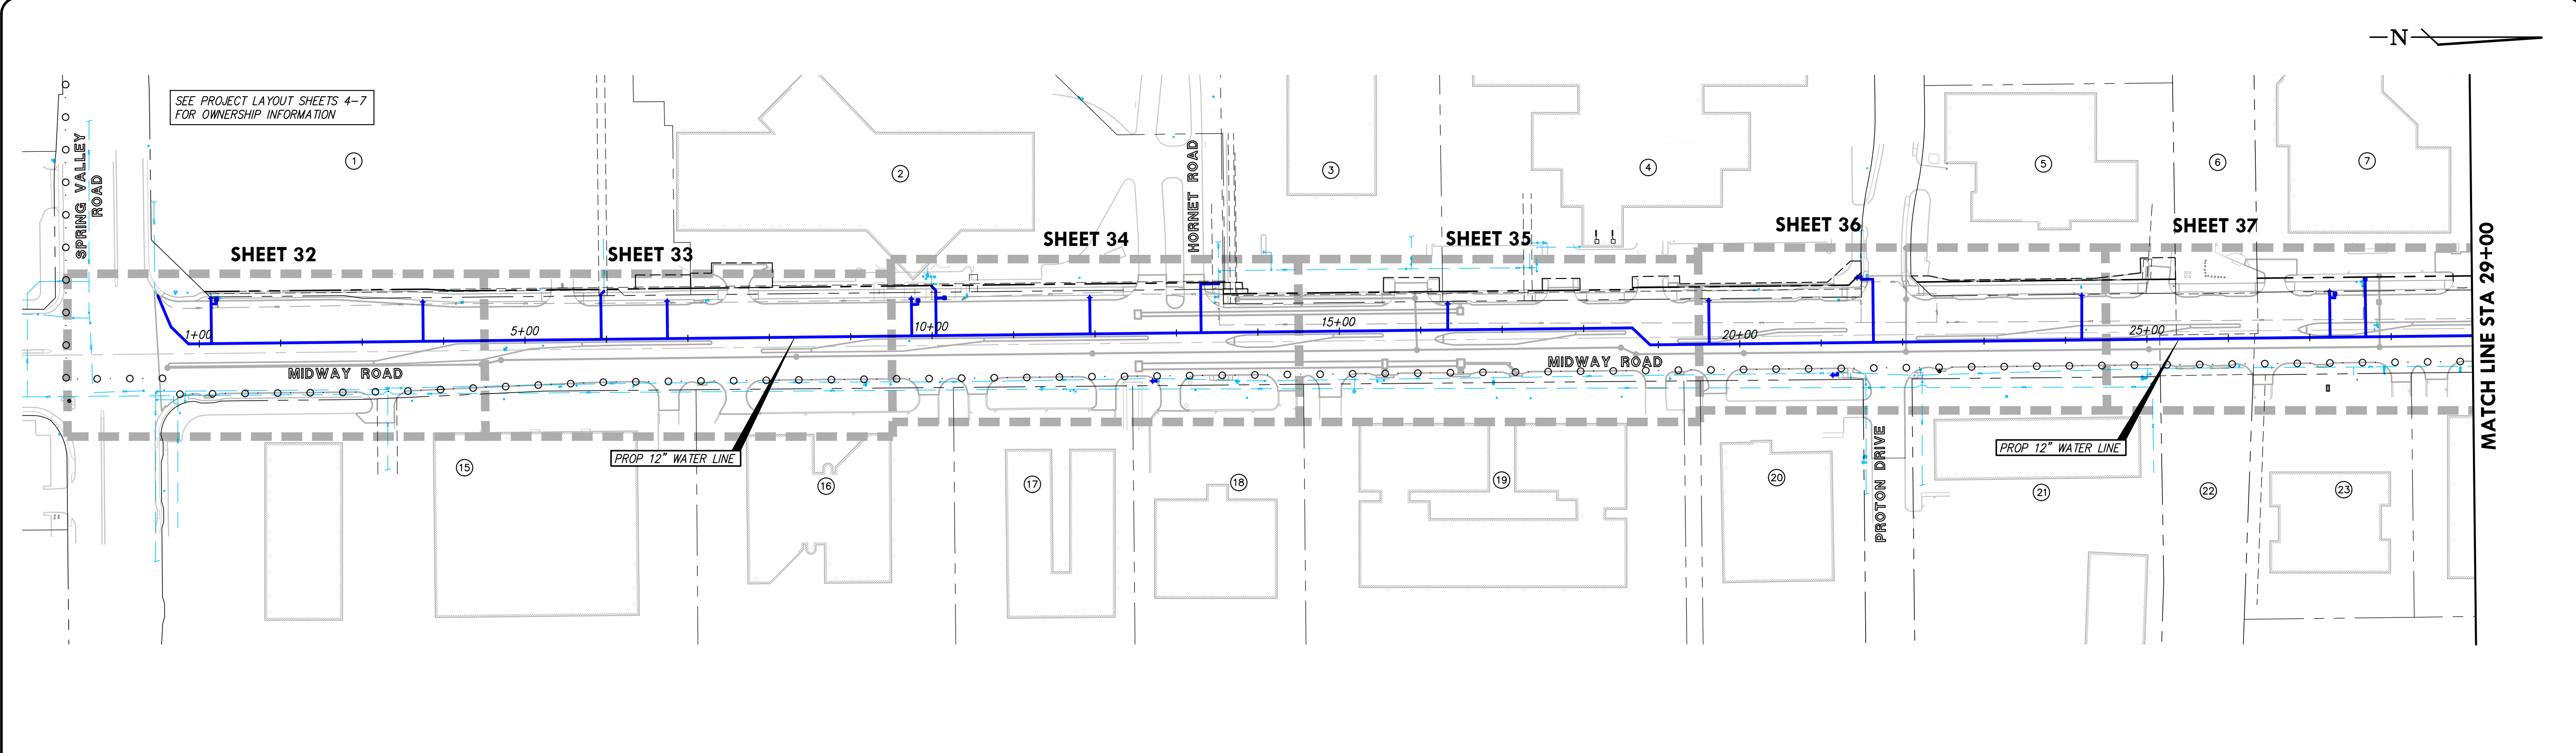 N
SEE PROJECT LAYOUT SHEETS 4-7
FOR OWNERSHIP INFORMATION
SPRING VALLEY
ROAD
HORNET ROAD
1
2
3
4
5
6
7
SHEET 32
SHEET 33
SHEET 34
SHEET 35
SHEET 36
SHEET 37
1+00
5+00
10+00
15+00
20+00
25+00
MIDWAY ROAD
MIDWAY ROAD
MATCH LINE STA 29+00
PROP 12" WATER LINE
PROP 12" WATER LINE
PROTON DRIVE
15
16
17
18
19
20
21
22
23